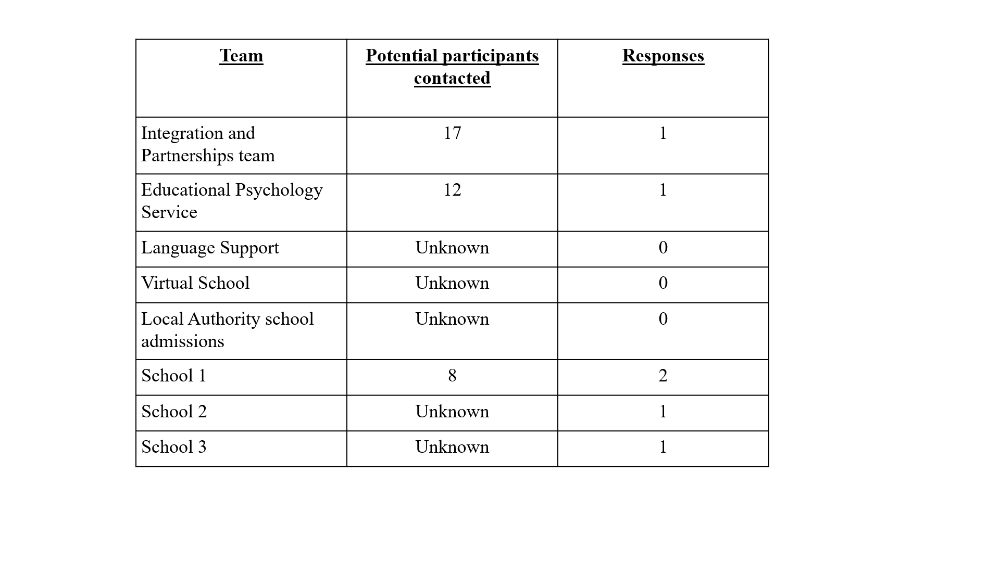 Team
Potential participants
contacted
Responses
Integration and
Partnerships team
17
1
Educational Psychology
Service
12
1
Language Support
Unknown
0
Virtual School
Unknown
0
Local Authority school
admissions
Unknown
0
School 1
8
2
School 2
Unknown
1
School 3
Unknown
1